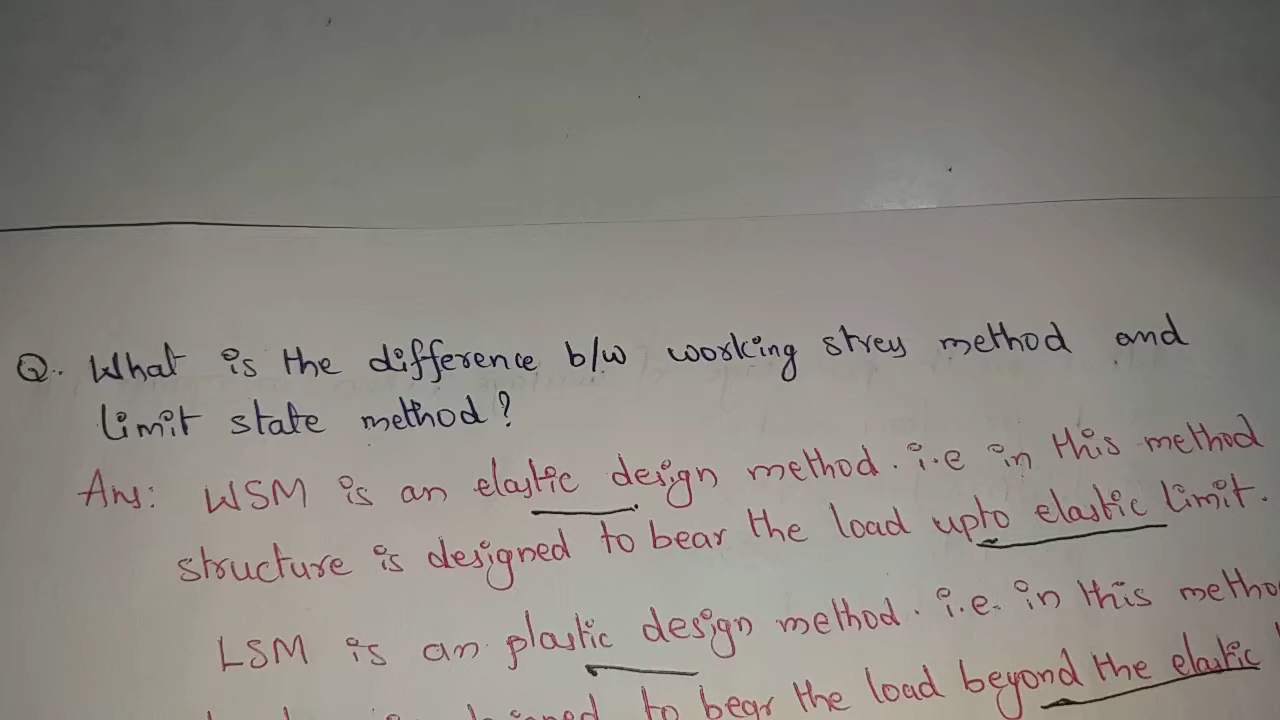 Q. What is the difference b/w working stress method and
limit state method?
Ans: WSM is an elastic design method. i.e in this method
structure is designed to bear the load upto elastic limit.
LSM is an plastic design method. i.e. in this metho
to bear the load beyond the elastic